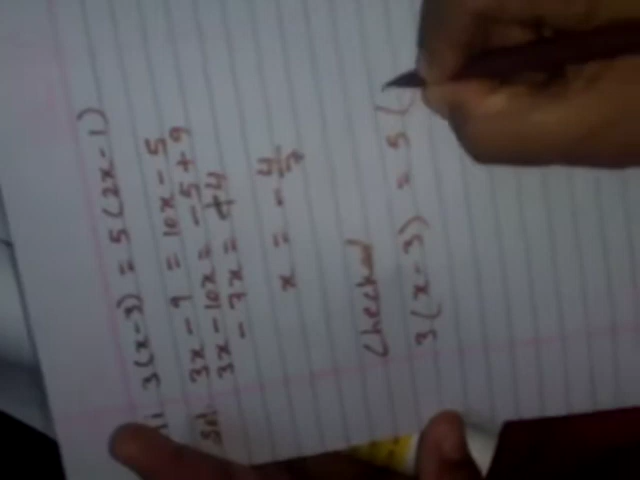 1. 3(x-3) = 5(2x-1)
Sol. 3x - 9 = 10x - 5
3x - 10x = -5 + 9
-7x = +4
x = -4/7
Checked
3(x-3) = 5(